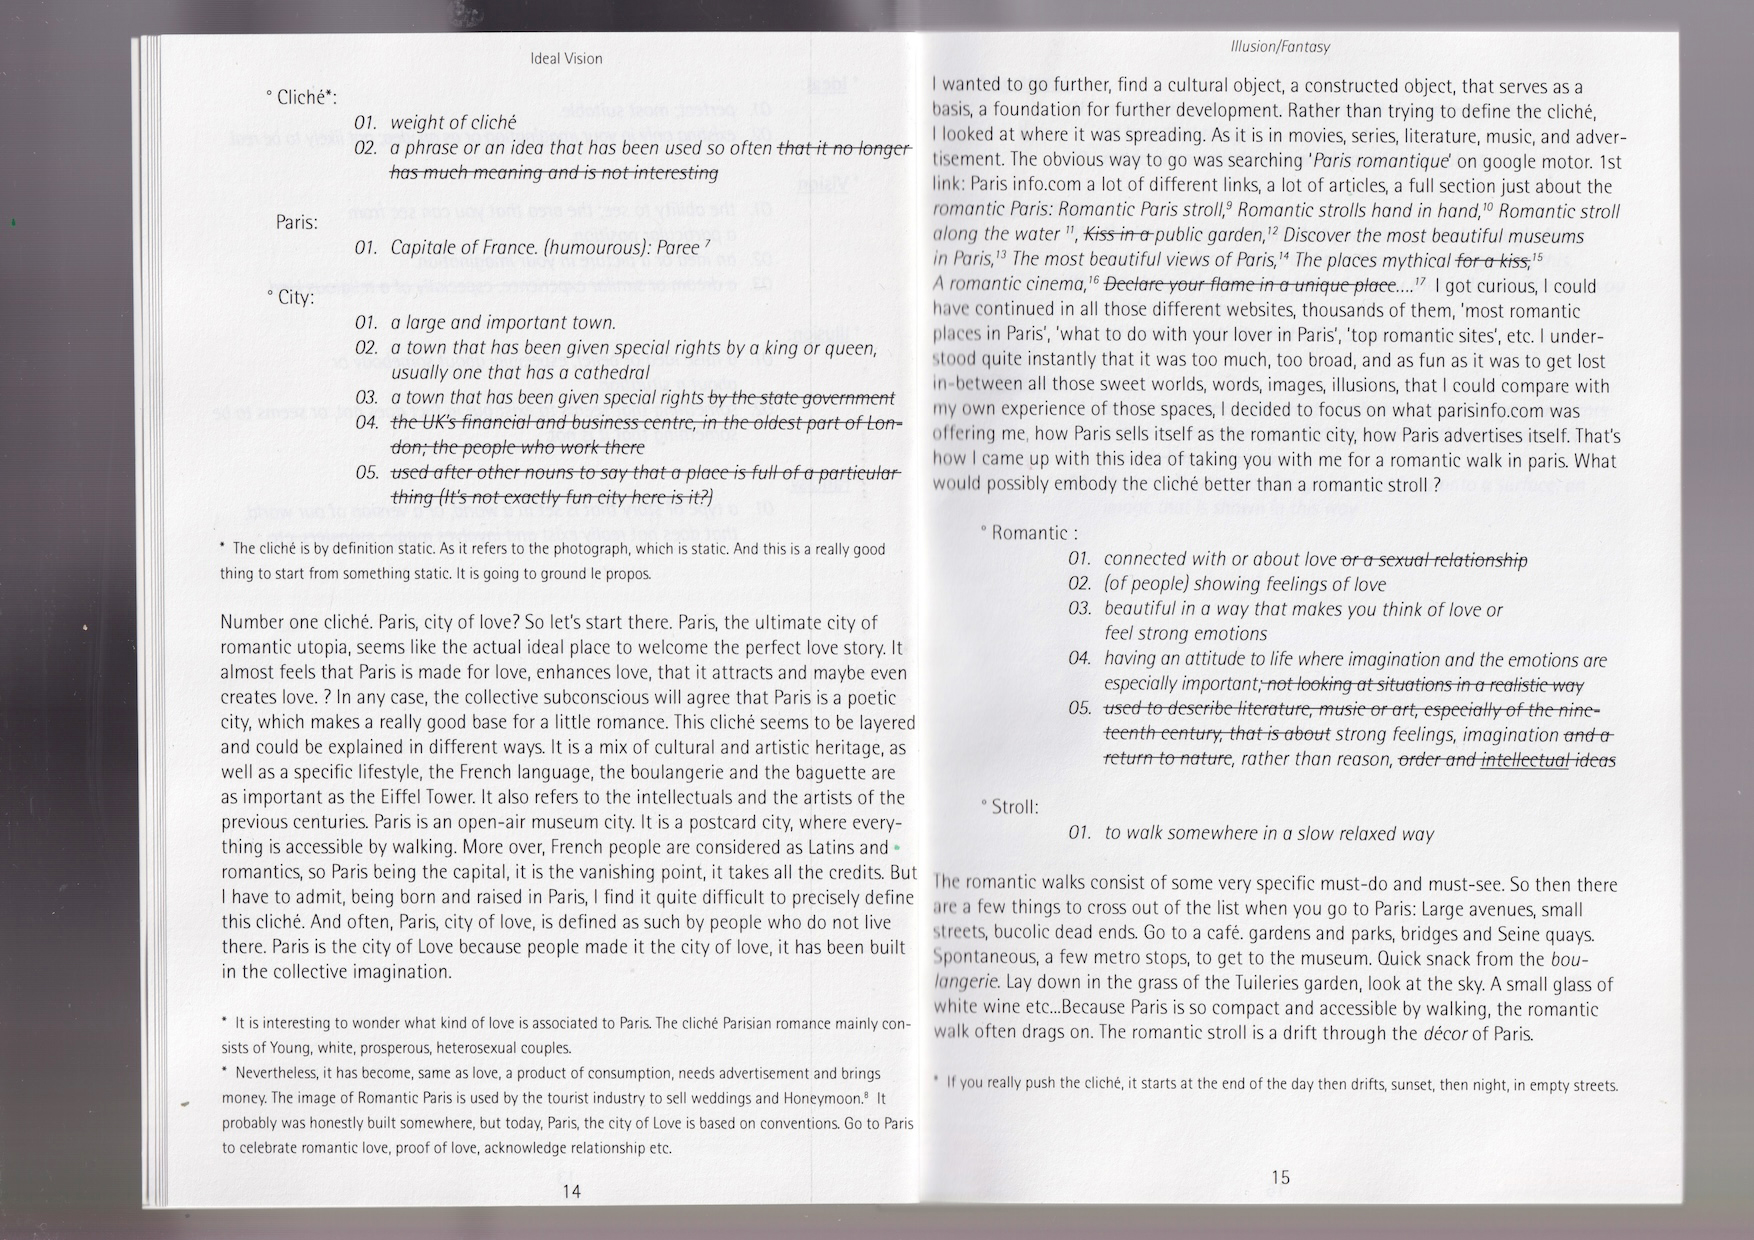 Ideal Vision
° Cliché*:
01. weight of cliché
02. a phrase or an idea that has been used so often that it no longer
has much meaning and is not interesting
Paris:
01. Capitale of France. (humourous): Paree ⁷
° City:
01. a large and important town.
02. a town that has been given special rights by a king or queen,
usually one that has a cathedral
03. a town that has been given special rights by the state government
04. the UK's financial and business centre, in the oldest part of Lon-
don; the people who work there
05. used after other nouns to say that a place is full of a particular
thing (It's not exactly fun city here is it?)
* The cliché is by definition static. As it refers to the photograph, which is static. And this is a really good
thing to start from something static. It is going to ground le propos.
Number one cliché. Paris, city of love? So let's start there. Paris, the ultimate city of
romantic utopia, seems like the actual ideal place to welcome the perfect love story. It
almost feels that Paris is made for love, enhances love, that it attracts and maybe even
creates love. ? In any case, the collective subconscious will agree that Paris is a poetic
city, which makes a really good base for a little romance. This cliché seems to be layered
and could be explained in different ways. It is a mix of cultural and artistic heritage, as
well as a specific lifestyle, the French language, the boulangerie and the baguette are
as important as the Eiffel Tower. It also refers to the intellectuals and the artists of the
previous centuries. Paris is an open-air museum city. It is a postcard city, where every-
thing is accessible by walking. More over, French people are considered as Latins and
romantics, so Paris being the capital, it is the vanishing point, it takes all the credits. But
I have to admit, being born and raised in Paris, I find it quite difficult to precisely define
this cliché. And often, Paris, city of love, is defined as such by people who do not live
there. Paris is the city of Love because people made it the city of love, it has been built
in the collective imagination.
* It is interesting to wonder what kind of love is associated to Paris. The cliché Parisian romance mainly con-
sists of Young, white, prosperous, heterosexual couples.
* Nevertheless, it has become, same as love, a product of consumption, needs advertisement and brings
money. The image of Romantic Paris is used by the tourist industry to sell weddings and Honeymoon.⁸ It
probably was honestly built somewhere, but today, Paris, the city of Love is based on conventions. Go to Paris
to celebrate romantic love, proof of love, acknowledge relationship etc.
14
Illusion/Fantasy
I wanted to go further, find a cultural object, a constructed object, that serves as a
basis, a foundation for further development. Rather than trying to define the cliché,
I looked at where it was spreading. As it is in movies, series, literature, music, and adver-
tisement. The obvious way to go was searching 'Paris romantique' on google motor. 1st
link: Paris info.com a lot of different links, a lot of articles, a full section just about the
romantic Paris: Romantic Paris stroll,⁹ Romantic strolls hand in hand,¹⁰ Romantic stroll
along the water ¹¹, Kiss in a public garden,¹² Discover the most beautiful museums
in Paris,¹³ The most beautiful views of Paris,¹⁴ The places mythical for a kiss,¹⁵
A romantic cinema,¹⁶ Declare your flame in a unique place....¹⁷ I got curious, I could
have continued in all those different websites, thousands of them, 'most romantic
places in Paris', 'what to do with your lover in Paris', 'top romantic sites', etc. I under-
stood quite instantly that it was too much, too broad, and as fun as it was to get lost
in-between all those sweet worlds, words, images, illusions, that I could compare with
my own experience of those spaces, I decided to focus on what parisinfo.com was
offering me, how Paris sells itself as the romantic city, how Paris advertises itself. That's
how I came up with this idea of taking you with me for a romantic walk in paris. What
would possibly embody the cliché better than a romantic stroll ?
° Romantic :
01. connected with or about love or a sexual relationship
02. (of people) showing feelings of love
03. beautiful in a way that makes you think of love or
feel strong emotions
04. having an attitude to life where imagination and the emotions are
especially important; not looking at situations in a realistic way
05. used to describe literature, music or art, especially of the nine-
teenth century, that is about strong feelings, imagination and a
return to nature, rather than reason, order and intellectual ideas
° Stroll:
01. to walk somewhere in a slow relaxed way
The romantic walks consist of some very specific must-do and must-see. So then there
are a few things to cross out of the list when you go to Paris: Large avenues, small
streets, bucolic dead ends. Go to a café. gardens and parks, bridges and Seine quays.
Spontaneous, a few metro stops, to get to the museum. Quick snack from the bou-
langerie. Lay down in the grass of the Tuileries garden, look at the sky. A small glass of
white wine etc...Because Paris is so compact and accessible by walking, the romantic
walk often drags on. The romantic stroll is a drift through the décor of Paris.
* If you really push the cliché, it starts at the end of the day then drifts, sunset, then night, in empty streets.
15